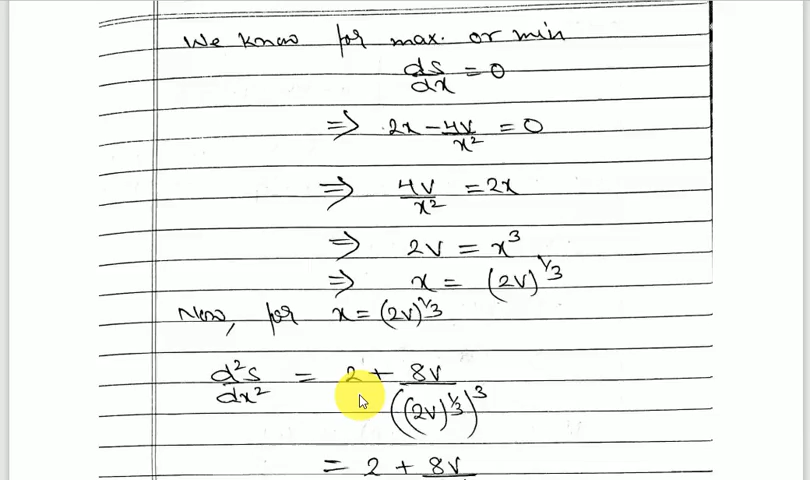 We know for max. or min
ds/dx = 0
⇒ 2x - 4V/x² = 0
⇒ 4V/x² = 2x
⇒ 2V = x³
⇒ x = (2V)^1/3
Now, for x = (2V)^1/3
d²s/dx² = 2 + 8V/((2V)^1/3)³
= 2 + 8V